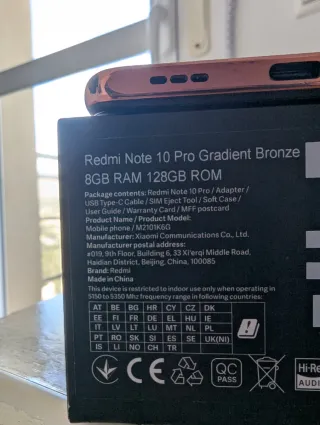 Redmi Note 10 Pro Gradient Bronze
8GB RAM 128GB ROM
Package contents: Redmi Note 10 Pro / Adapter /
USB Type-C Cable / SIM Eject Tool / Soft Case /
User Guide / Warranty Card / MFF postcard
Product Name / Product Model:
Mobile phone / M2101K6G
Manufacturer: Xiaomi Communications Co., Ltd.
Manufacturer postal address:
#019, 9th Floor, Building 6, 33 Xi'erqi Middle Road,
Haidian District, Beijing, China, 100085
Brand: Redmi
Made in China
This device is restricted to indoor use only when operating in
5150 to 5350 Mhz frequency range in following countries:
AT BE BG HR CY CZ DK
EE FI FR DE EL HU IE
IT LV LT LU MT NL PL
PT RO SK SI ES SE UK(NI)
IS LI NO CH TR
CE
QC
PASS
Hi-Re
AUDIO